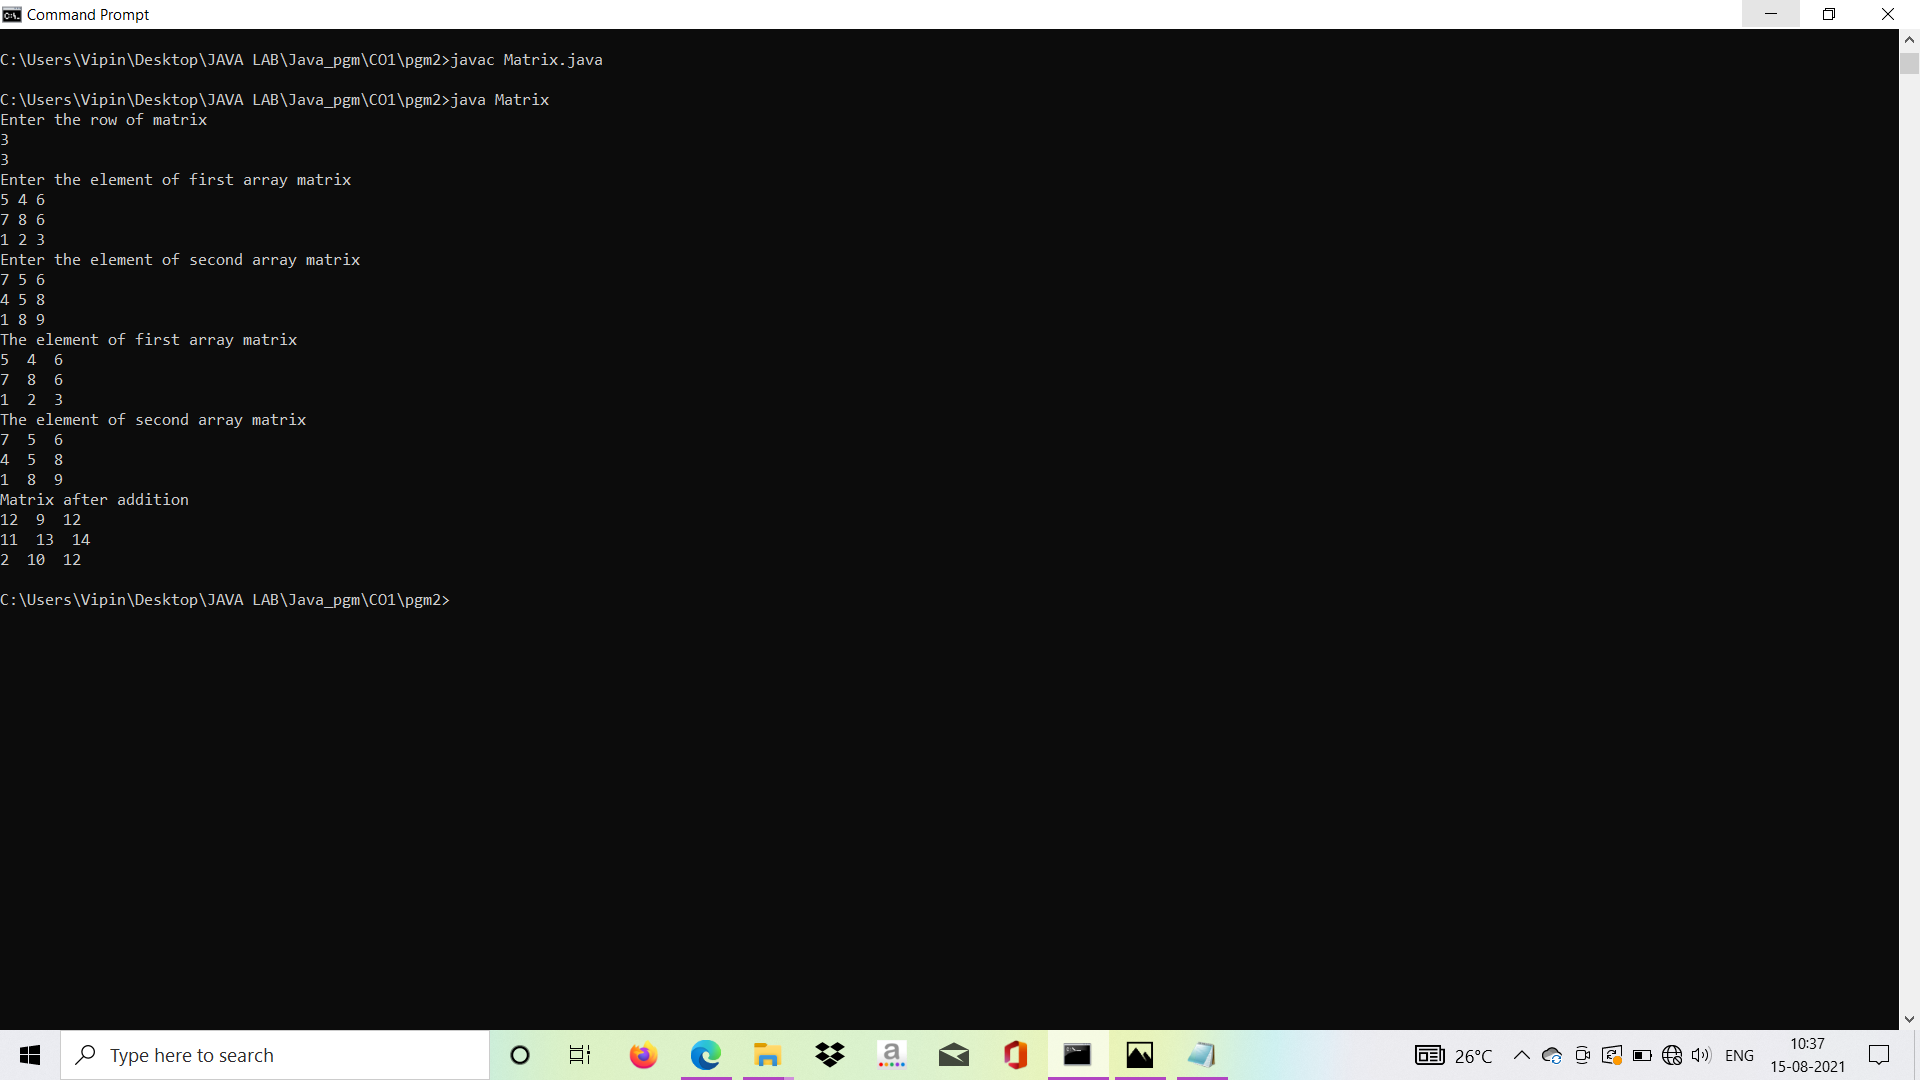 Command Prompt
C:\Users\Vipin\Desktop\JAVA LAB\Java_pgm\CO1\pgm2>javac Matrix.java
C:\Users\Vipin\Desktop\JAVA LAB\Java_pgm\CO1\pgm2>java Matrix
Enter the row of matrix
3
3
Enter the element of first array matrix
5 4 6
7 8 6
1 2 3
Enter the element of second array matrix
7 5 6
4 5 8
1 8 9
The element of first array matrix
5  4  6
7  8  6
1  2  3
The element of second array matrix
7  5  6
4  5  8
1  8  9
Matrix after addition
12  9  12
11  13  14
2  10  12
C:\Users\Vipin\Desktop\JAVA LAB\Java_pgm\CO1\pgm2>
Type here to search
a
26°C
ENG
10:37
15-08-2021